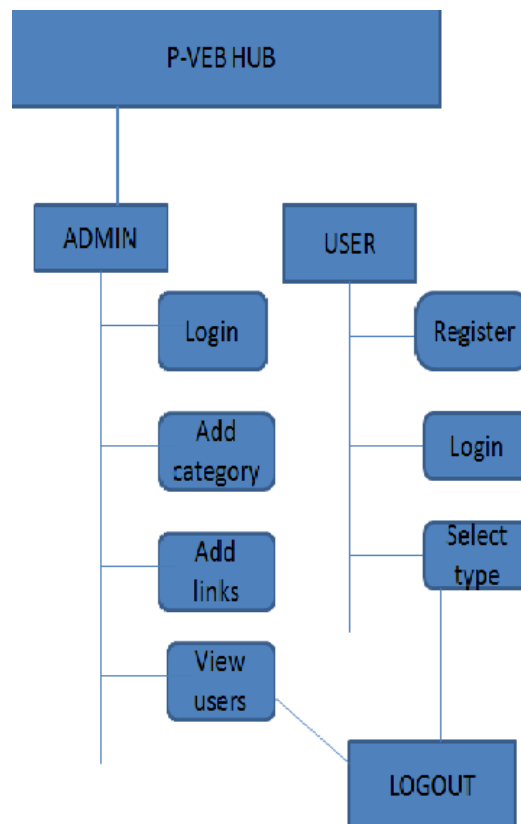 P-VEB HUB
ADMIN
USER
Login
Register
Add
category
Login
Add
links
Select
type
View
users
LOGOUT